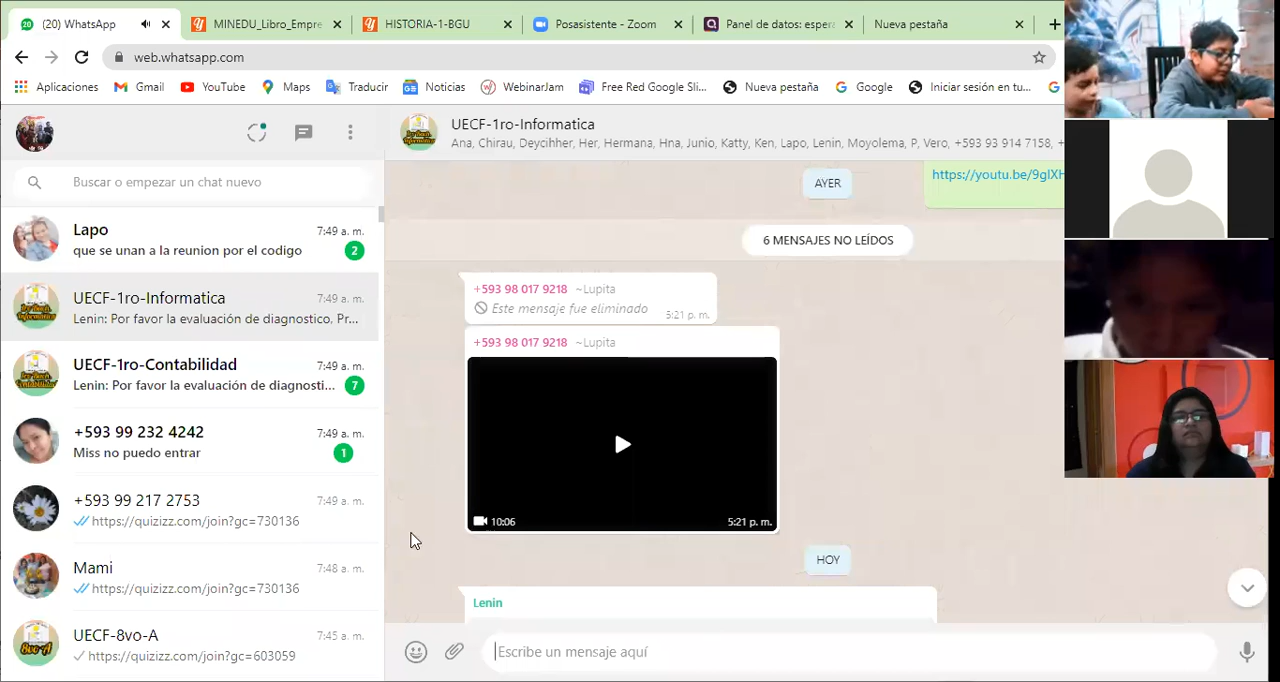 (20) WhatsApp
MINEDU_Libro_Empre
HISTORIA-1-BGU
Posasistente - Zoom
Panel de datos: espera
Nueva pestaña
web.whatsapp.com
Aplicaciones
Gmail
YouTube
Maps
Traducir
Noticias
WebinarJam
Free Red Google Sli...
Nueva pestaña
Google
Iniciar sesión en tu...
UECF-1ro-Informatica
Ana, Chirau, Deycihher, Her, Hermana, Hna, Junio, Katty, Ken, Lapo, Lenin, Moyolema, P, Vero, +593 93 914 7158, +
Buscar o empezar un chat nuevo
Lapo
7:49 a. m.
que se unan a la reunion por el codigo
2
UECF-1ro-Informatica
7:49 a. m.
Lenin: Por favor la evaluación de diagnostico, Pr...
UECF-1ro-Contabilidad
7:49 a. m.
Lenin: Por favor la evaluación de diagnosti...
7
+593 99 232 4242
7:49 a. m.
Miss no puedo entrar
1
+593 99 217 2753
7:49 a. m.
https://quizizz.com/join?gc=730136
Mami
7:48 a. m.
https://quizizz.com/join?gc=730136
UECF-8vo-A
7:45 a. m.
https://quizizz.com/join?gc=603059
AYER
https://youtu.be/9glXH
6 MENSAJES NO LEÍDOS
+593 98 017 9218 ~Lupita
Este mensaje fue eliminado
5:21 p. m.
+593 98 017 9218 ~Lupita
10:06
5:21 p. m.
HOY
Lenin
Escribe un mensaje aquí